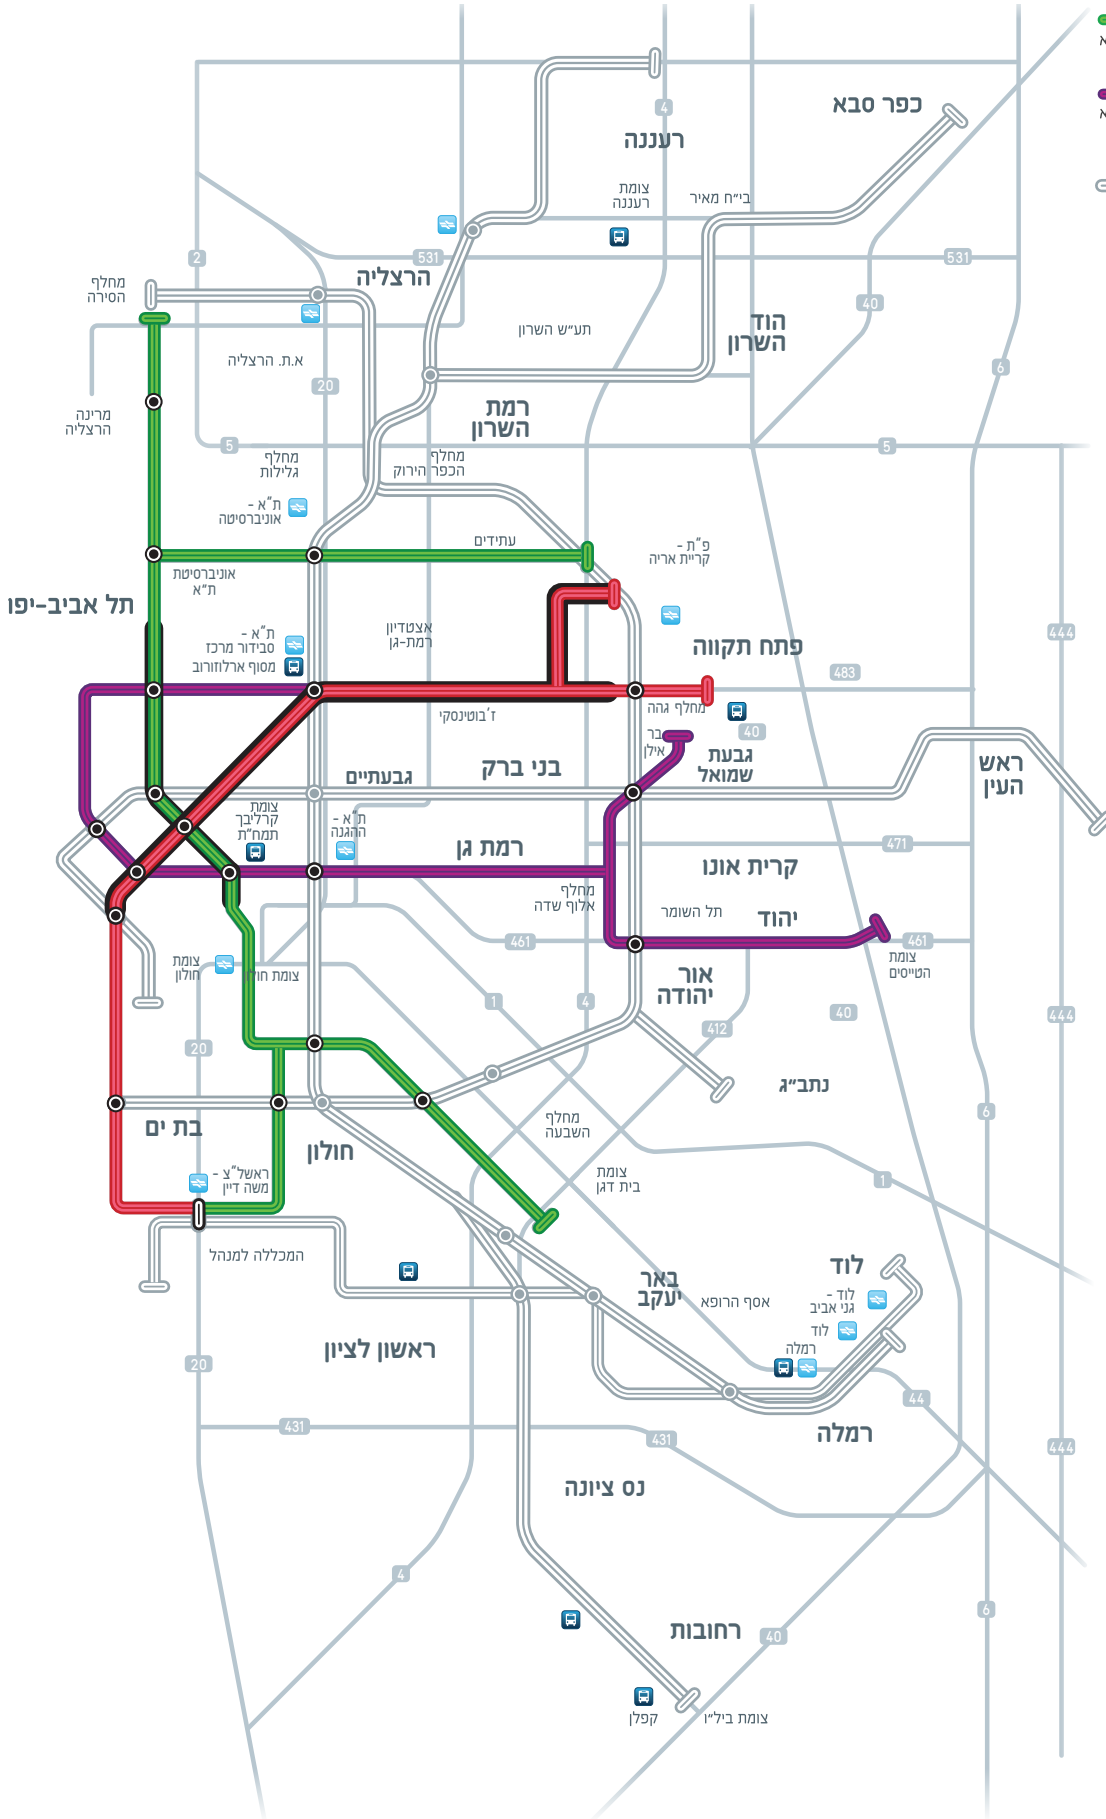 א
כפר סבא
א
4
רעננה
צומת
רעננה
בי״ח מאיר
2
531
531
הרצליה
מחלף
הסירה
40
הוד
השרון
תע״ש השרון
א.ת. הרצליה
6
20
מרינה
הרצליה
רמת
השרון
5
5
מחלף
גלילות
מחלף
הכפר הירוק
ת״א -
אוניברסיטה
עתידים
פ״ת -
קריית אריה
אוניברסיטת
ת״א
תל אביב-יפו
ת״א -
סבידור מרכז
מסוף ארלוזורוב
אצטדיון
רמת-גן
444
פתח תקווה
483
ז׳בוטינסקי
מחלף גהה
40
בר
אילן
גבעת
שמואל
ראש
העין
בני ברק
גבעתיים
צומת
קרליבך
תמח״ת
ת״א -
ההגנה
רמת גן
471
קרית אונו
מחלף
אלוף שדה
תל השומר
יהוד
461
461
צומת
הטייסים
צומת
חולון
צומת חולון
אור
יהודה
1
4
40
444
412
20
נתב״ג
6
מחלף
השבעה
בת ים
חולון
ראשל״צ -
משה דיין
צומת
בית דגן
1
המכללה למנהל
באר
יעקב
אסף הרופא
לוד
לוד -
גני אביב
לוד
רמלה
ראשון לציון
20
44
431
431
רמלה
444
נס ציונה
4
6
רחובות
40
קפלן
צומת ביל״ו